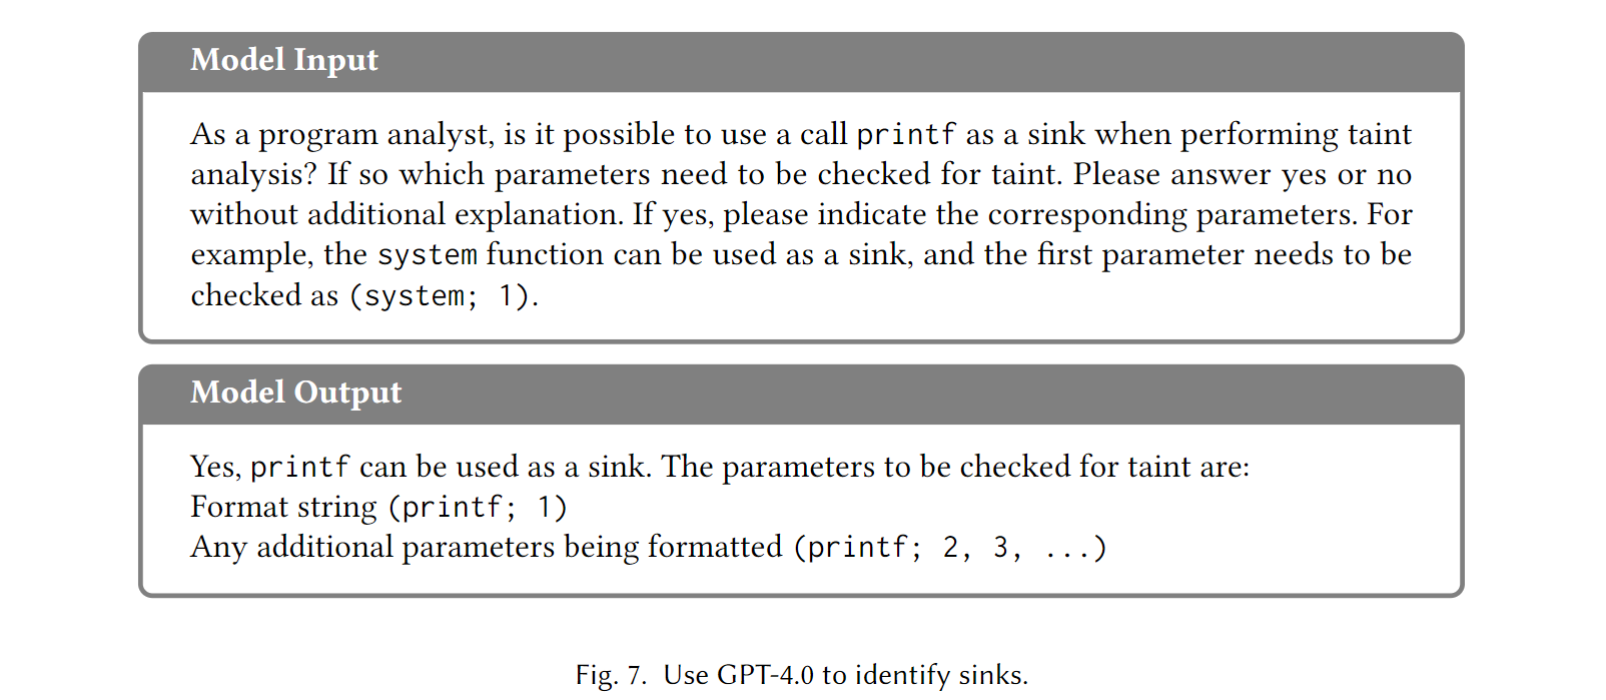 Model Input
As a program analyst, is it possible to use a call printf as a sink when performing taint
analysis? If so which parameters need to be checked for taint. Please answer yes or no
without additional explanation. If yes, please indicate the corresponding parameters. For
example, the system function can be used as a sink, and the first parameter needs to be
checked as (system; 1).
Model Output
Yes, printf can be used as a sink. The parameters to be checked for taint are:
Format string (printf; 1)
Any additional parameters being formatted (printf; 2, 3, ...)
Fig. 7. Use GPT-4.0 to identify sinks.